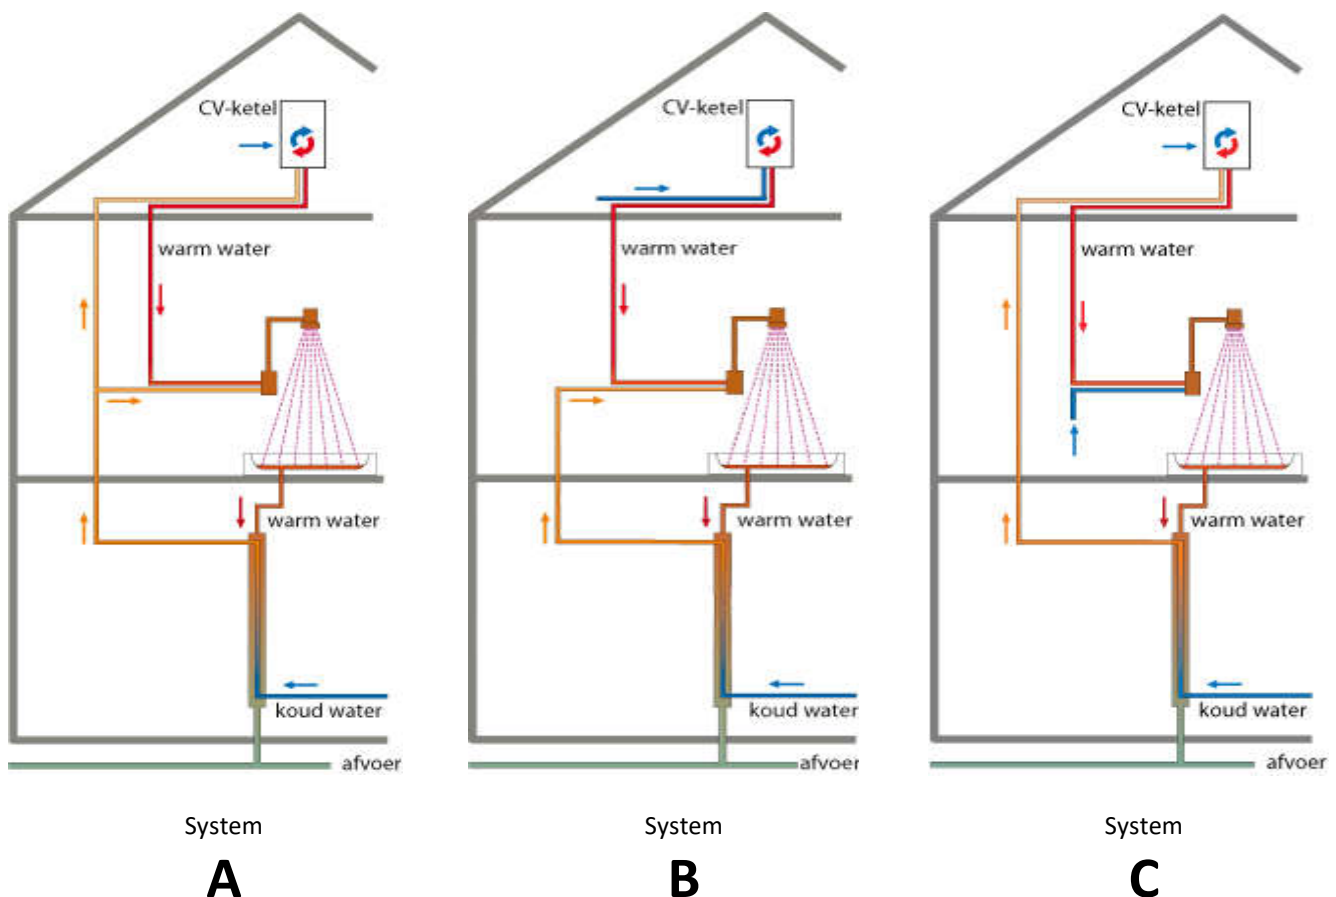 CV-ketel
warm water
warm water
koud water
afvoer
System
A
CV-ketel
warm water
warm water
koud water
afvoer
System
B
CV-ketel
warm water
warm water
koud water
afvoer
System
C